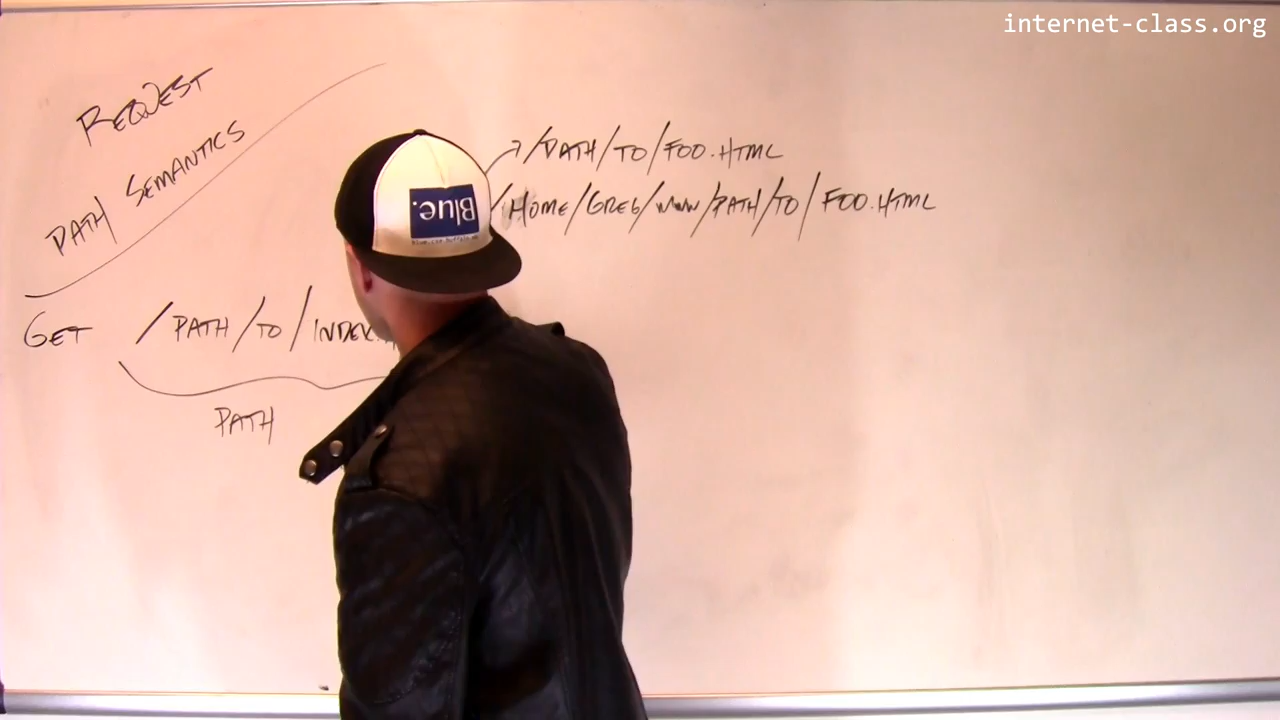 internet-class.org
REQUEST
PATH SEMANTICS
/PATH/TO/FOO.HTML
/HOME/GREG/WWW/PATH/TO/FOO.HTML
Blue.
GET /PATH/TO/INDEX.
PATH